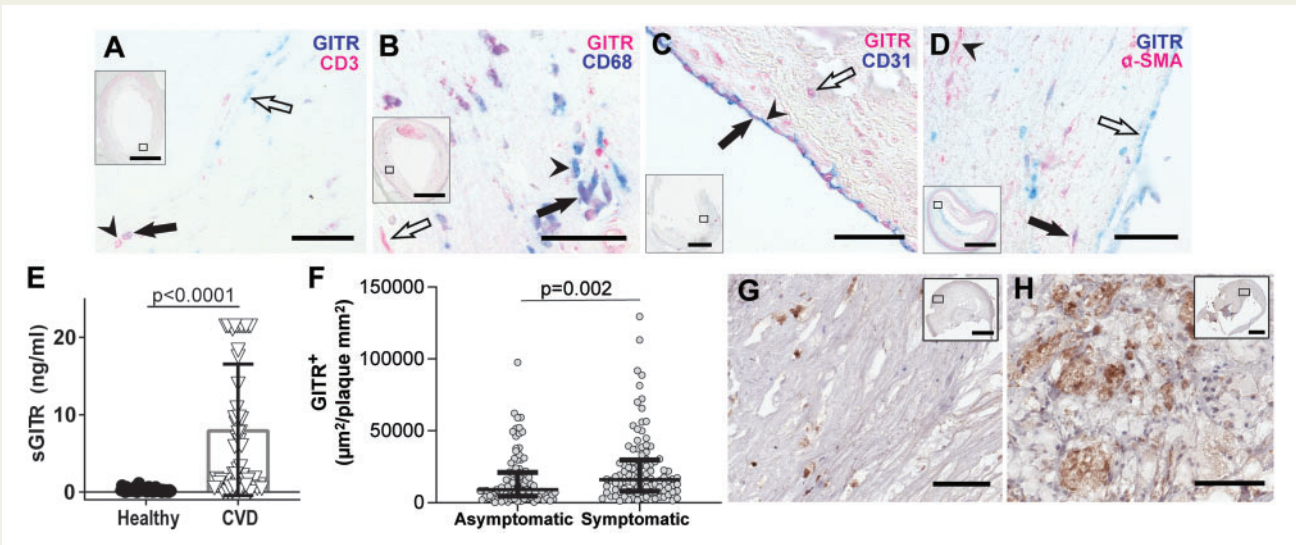 A
GITR
CD3
B
GITR
CD68
C
GITR
CD31
D
GITR
α-SMA
E
p<0.0001
20
10
0
sGITR (ng/ml)
Healthy
CVD
F
p=0.002
150000
100000
50000
0
GITR⁺
(µm²/plaque mm²)
Asymptomatic
Symptomatic
G
H